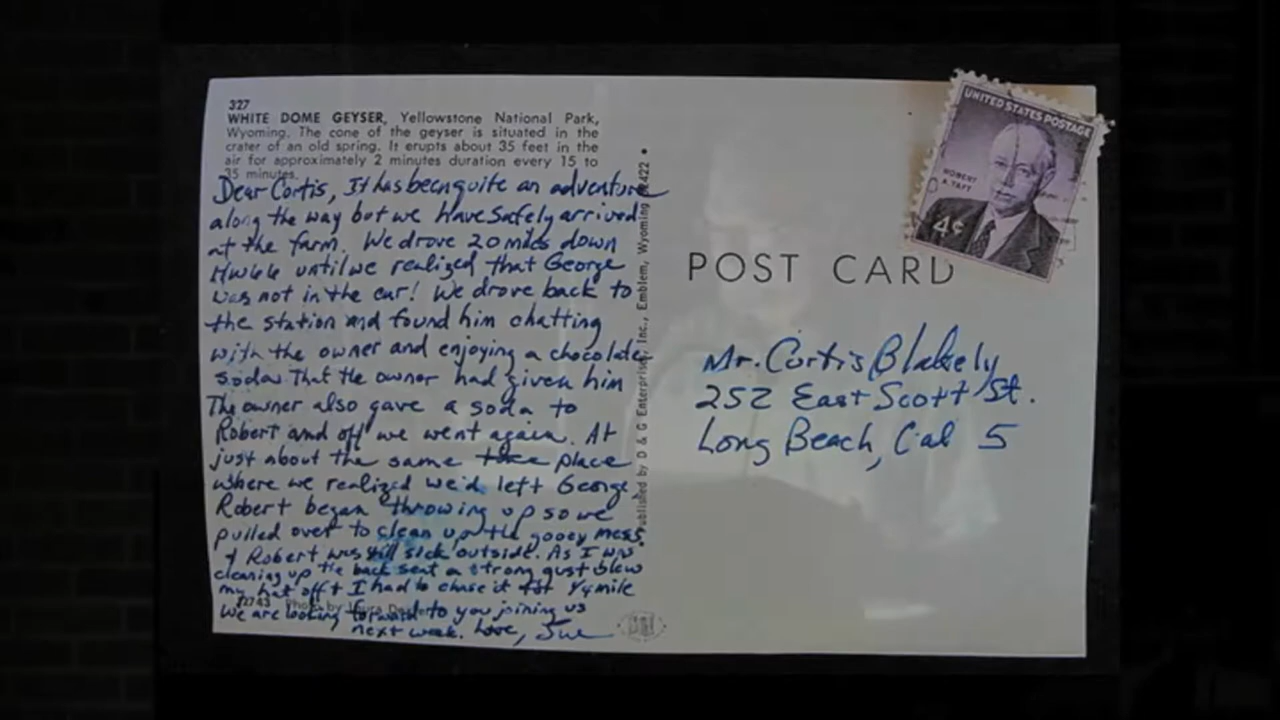 327
WHITE DOME GEYSER, Yellowstone National Park,
Wyoming. The cone of the geyser is situated in the
crater of an old spring. It erupts about 35 feet in the
air for approximately 2 minutes duration every 15 to
35 minutes.
Dear Curtis, It has been quite an adventure
along the way but we have safely arrived
at the farm. We drove 20 miles down
HW66 until we realized that George
was not in the car! We drove back to
the station and found him chatting
with the owner and enjoying a chocolate
soda that the owner had given him
The owner also gave a soda to
Robert and off we went again. At
just about the same place
where we realized we'd left George,
Robert began throwing up so we
pulled over to clean up the gooey mess.
& Robert was still sick outside. As I was
cleaning up the back seat a strong gust blew
my hat off & I had to chase it for 1/4 mile
72743 Photo by
We are looking forward to you joining us
next week. Love, Sue
Published by D & G Enterprises, Inc., Emblem, Wyoming 82422
UNITED STATES POSTAGE
ROBERT
A. TAFT
4¢
POST CARD
Mr. Curtis Blakely
252 East Scott St.
Long Beach, Cal 5